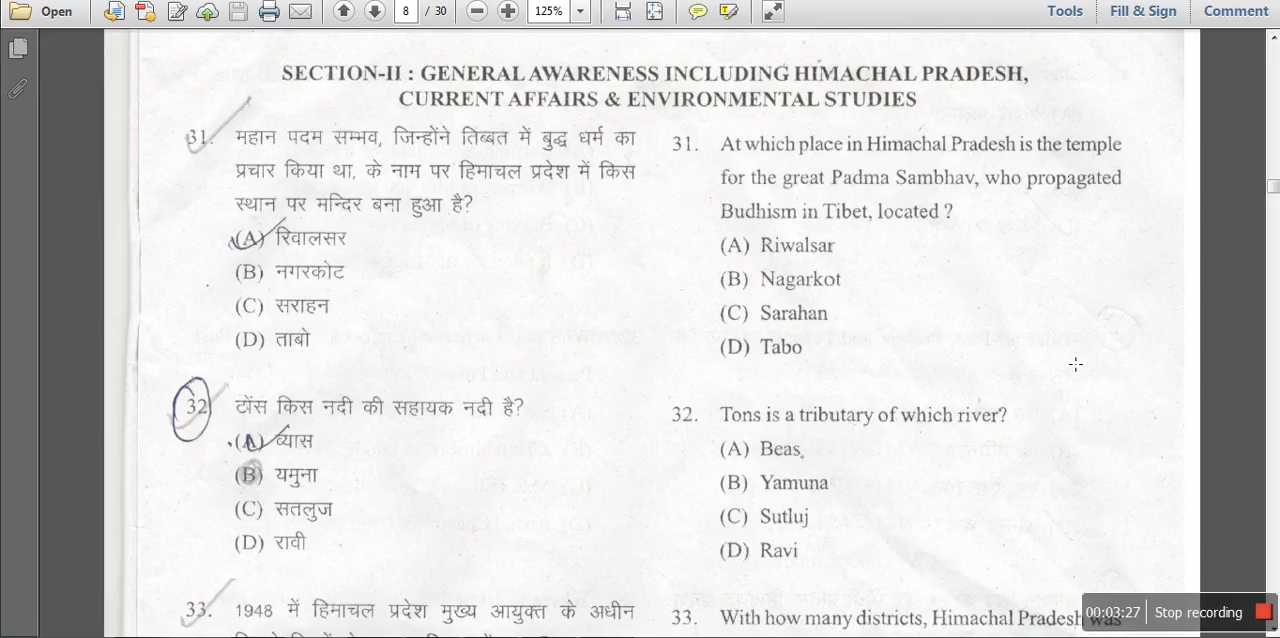 Open
8 / 30
125%
Tools
Fill & Sign
Comment
SECTION-II : GENERAL AWARENESS INCLUDING HIMACHAL PRADESH,
CURRENT AFFAIRS & ENVIRONMENTAL STUDIES
31. महान पदम सम्भव, जिन्होंने तिब्बत में बुद्ध धर्म का
प्रचार किया था, के नाम पर हिमाचल प्रदेश में किस
स्थान पर मन्दिर बना हुआ है?
(A) रिवालसर
(B) नगरकोट
(C) सराहन
(D) ताबो
32 टोंस किस नदी की सहायक नदी है?
(A) व्यास
(B) यमुना
(C) सतलुज
(D) रावी
33. 1948 में हिमाचल प्रदेश मुख्य आयुक्त के अधीन
31. At which place in Himachal Pradesh is the temple
for the great Padma Sambhav, who propagated
Budhism in Tibet, located ?
(A) Riwalsar
(B) Nagarkot
(C) Sarahan
(D) Tabo
32. Tons is a tributary of which river?
(A) Beas
(B) Yamuna
(C) Sutluj
(D) Ravi
33. With how many districts, Himachal Pradesh was
00:03:27 Stop recording